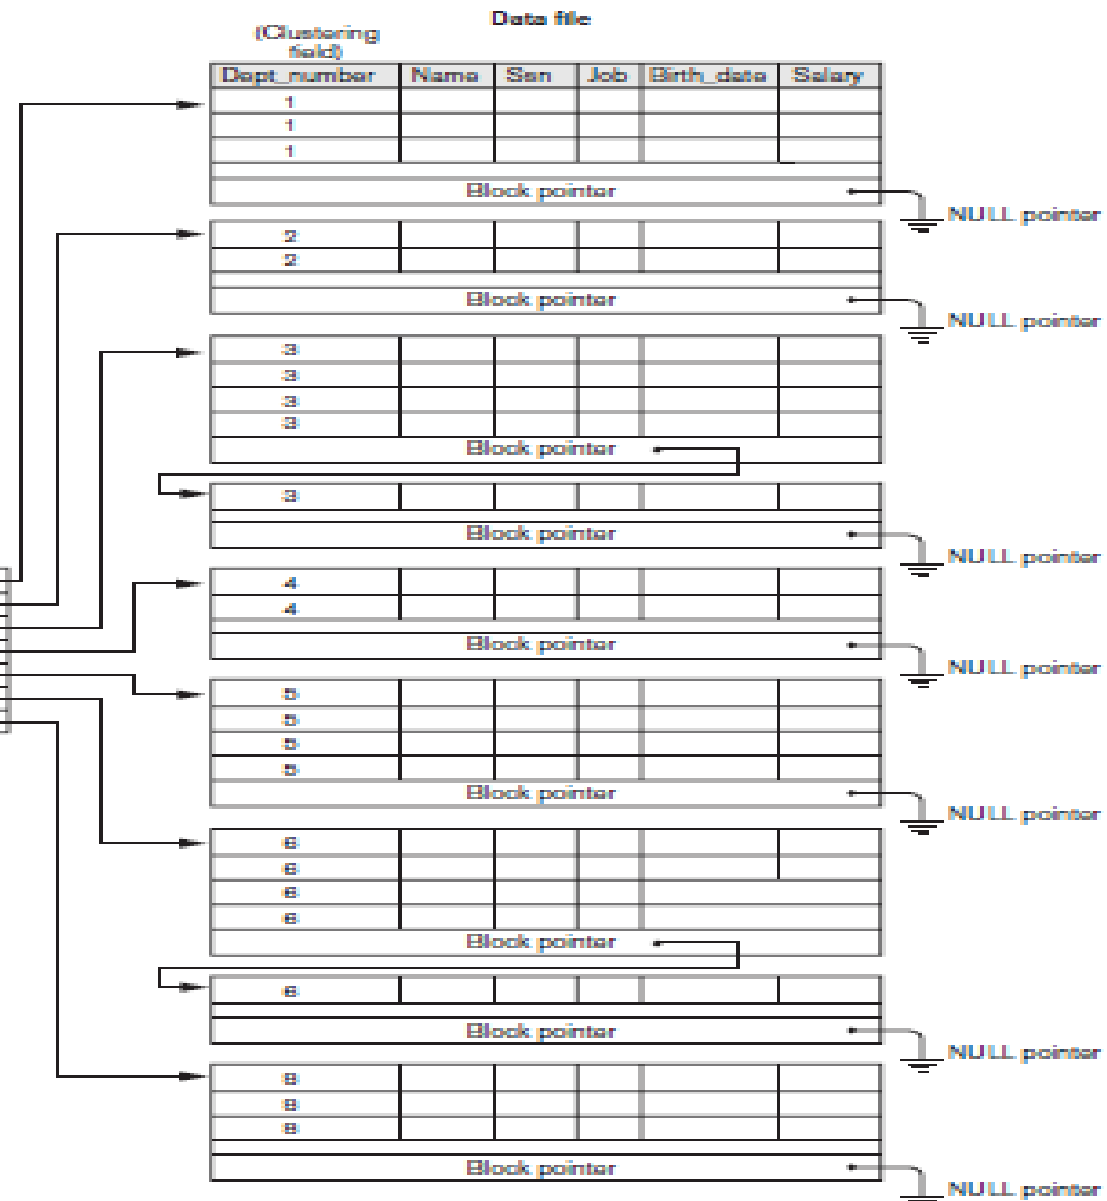 Data file
(Clustering
field)
Dept_number Name Ssn Job Birth_date Salary
1
1
1
Block pointer
NULL pointer
2
2
Block pointer
NULL pointer
3
3
3
3
Block pointer
3
Block pointer
NULL pointer
4
4
Block pointer
NULL pointer
5
5
5
5
Block pointer
NULL pointer
6
6
6
6
Block pointer
6
Block pointer
NULL pointer
8
8
8
Block pointer
NULL pointer